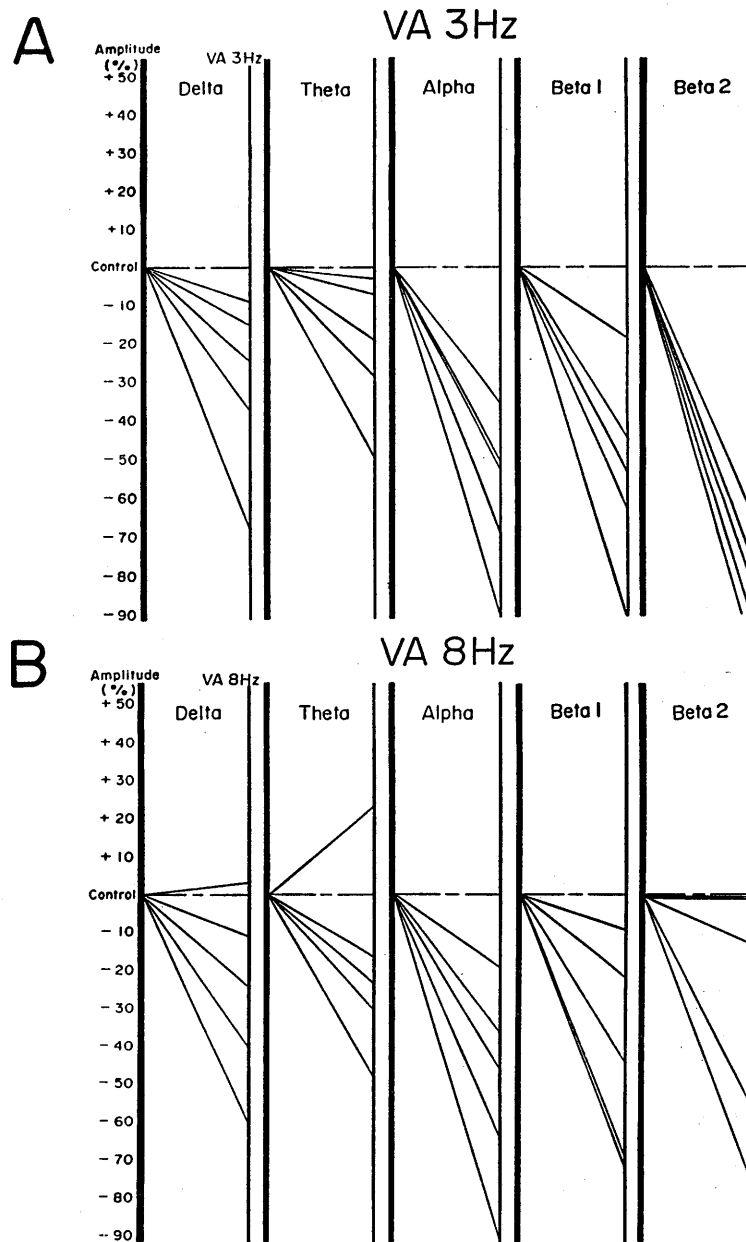 A
VA 3Hz
Amplitude
(%)
VA 3Hz
Delta
Theta
Alpha
Beta 1
Beta 2
+50
+40
+30
+20
+10
Control
-10
-20
-30
-40
-50
-60
-70
-80
-90
B
VA 8Hz
Amplitude
(%)
VA 8Hz
Delta
Theta
Alpha
Beta 1
Beta 2
+50
+40
+30
+20
+10
Control
-10
-20
-30
-40
-50
-60
-70
-80
-90